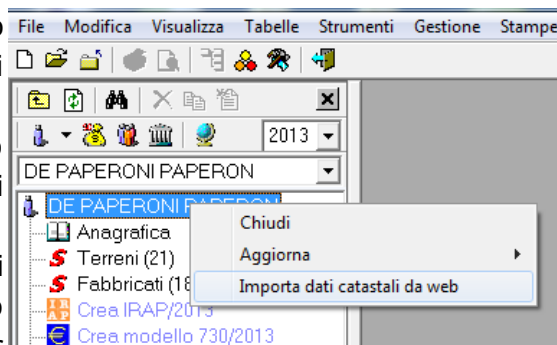 File Modifica Visualizza Tabelle Strumenti Gestione Stampe
2013
DE PAPERONI PAPERON
DE PAPERONI PAPERON
Chiudi
Anagrafica
Aggiorna
Terreni (21)
Fabbricati (18
Importa dati catastali da web
Crea IRAP/2013
Crea modello 730/2013